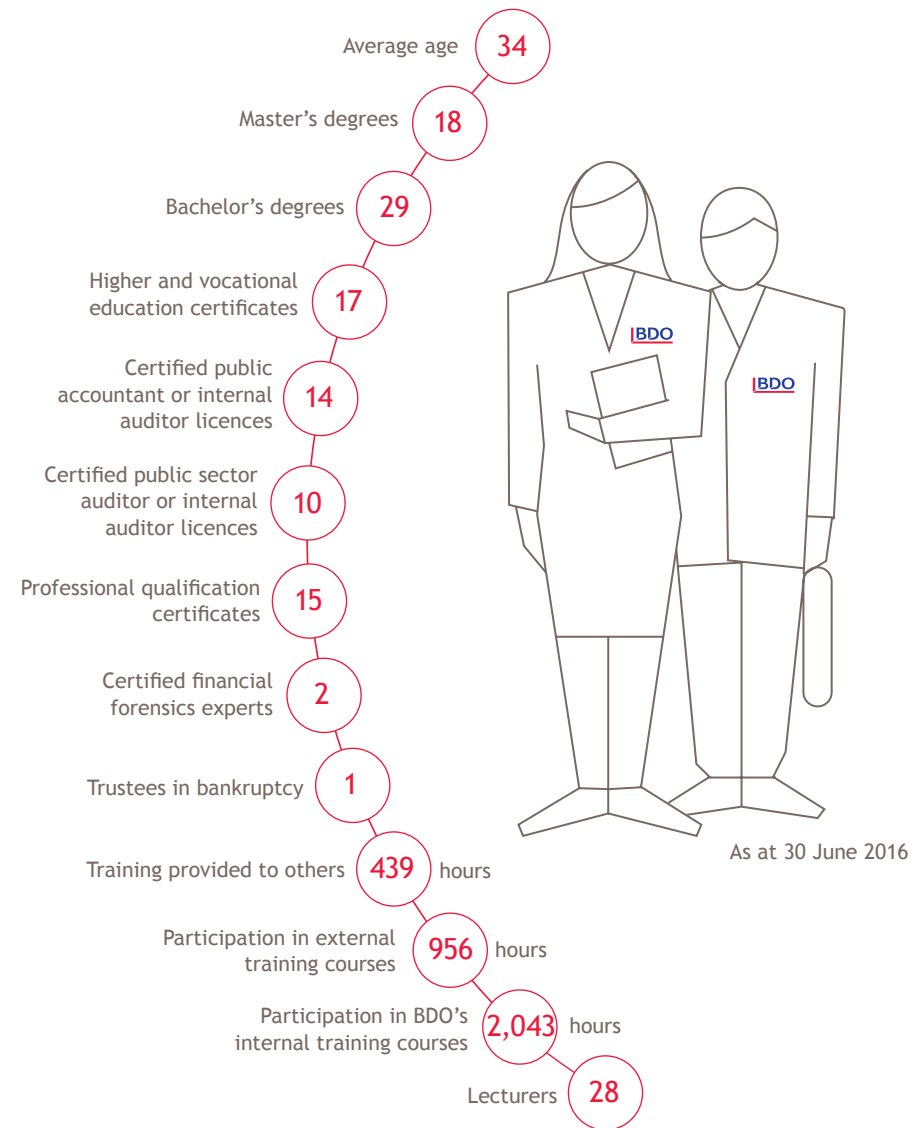 Average age 34
Master's degrees 18
Bachelor's degrees 29
Higher and vocational
education certificates 17
Certified public
accountant or internal
auditor licences 14
Certified public sector
auditor or internal
auditor licences 10
Professional qualification
certificates 15
Certified financial
forensics experts 2
Trustees in bankruptcy 1
Training provided to others 439 hours
Participation in external
training courses 956 hours
Participation in BDO's
internal training courses 2,043 hours
Lecturers 28
BDO
BDO
As at 30 June 2016